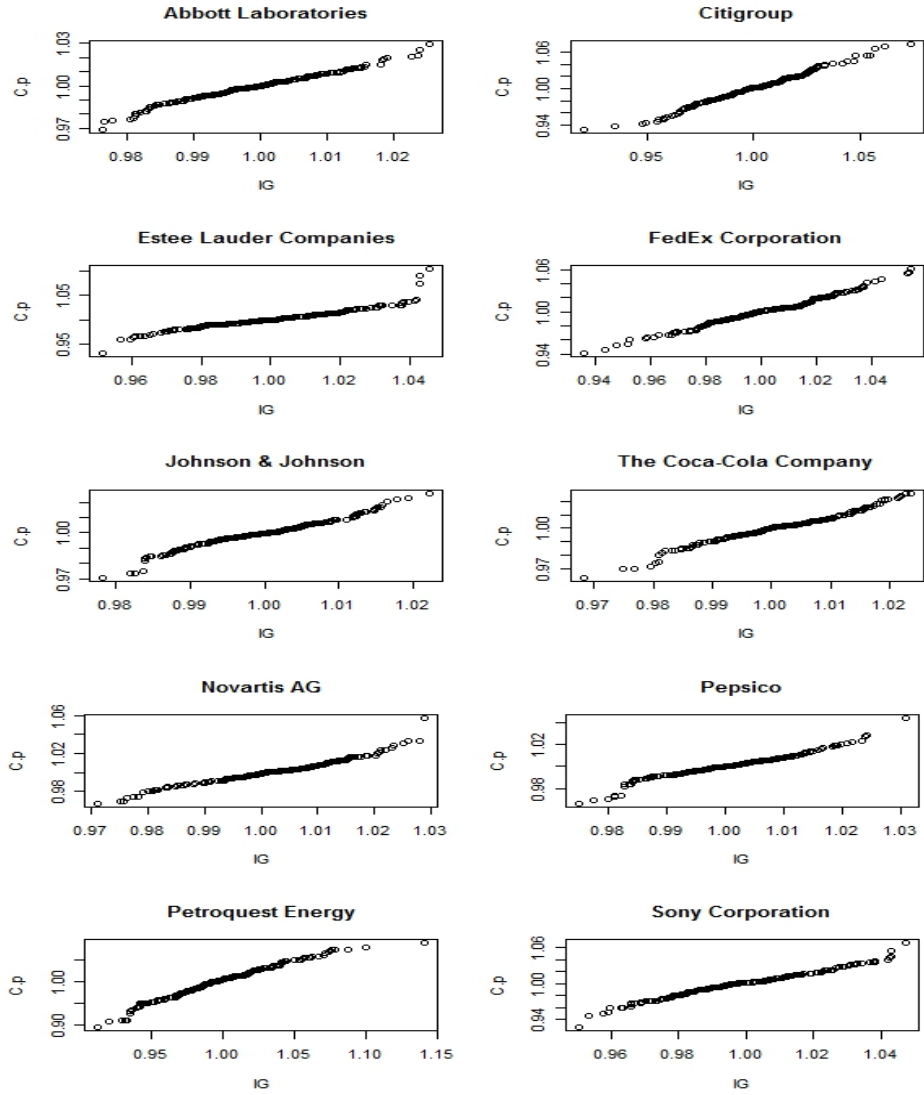 Abbott Laboratories
C.p
0.97 1.00 1.03
0.98 0.99 1.00 1.01 1.02
IG
Citigroup
C.p
0.94 1.00 1.06
0.95 1.00 1.05
IG
Estee Lauder Companies
C.p
0.95 1.05
0.96 0.98 1.00 1.02 1.04
IG
FedEx Corporation
C.p
0.94 1.00 1.06
0.94 0.96 0.98 1.00 1.02 1.04
IG
Johnson & Johnson
C.p
0.97 1.00
0.98 0.99 1.00 1.01 1.02
IG
The Coca-Cola Company
C.p
0.97 1.00
0.97 0.98 0.99 1.00 1.01 1.02
IG
Novartis AG
C.p
0.98 1.02 1.06
0.97 0.98 0.99 1.00 1.01 1.02 1.03
IG
Pepsico
C.p
0.98 1.02
0.98 0.99 1.00 1.01 1.02 1.03
IG
Petroquest Energy
C.p
0.90 1.00
0.95 1.00 1.05 1.10 1.15
IG
Sony Corporation
C.p
0.94 1.00 1.06
0.96 0.98 1.00 1.02 1.04
IG